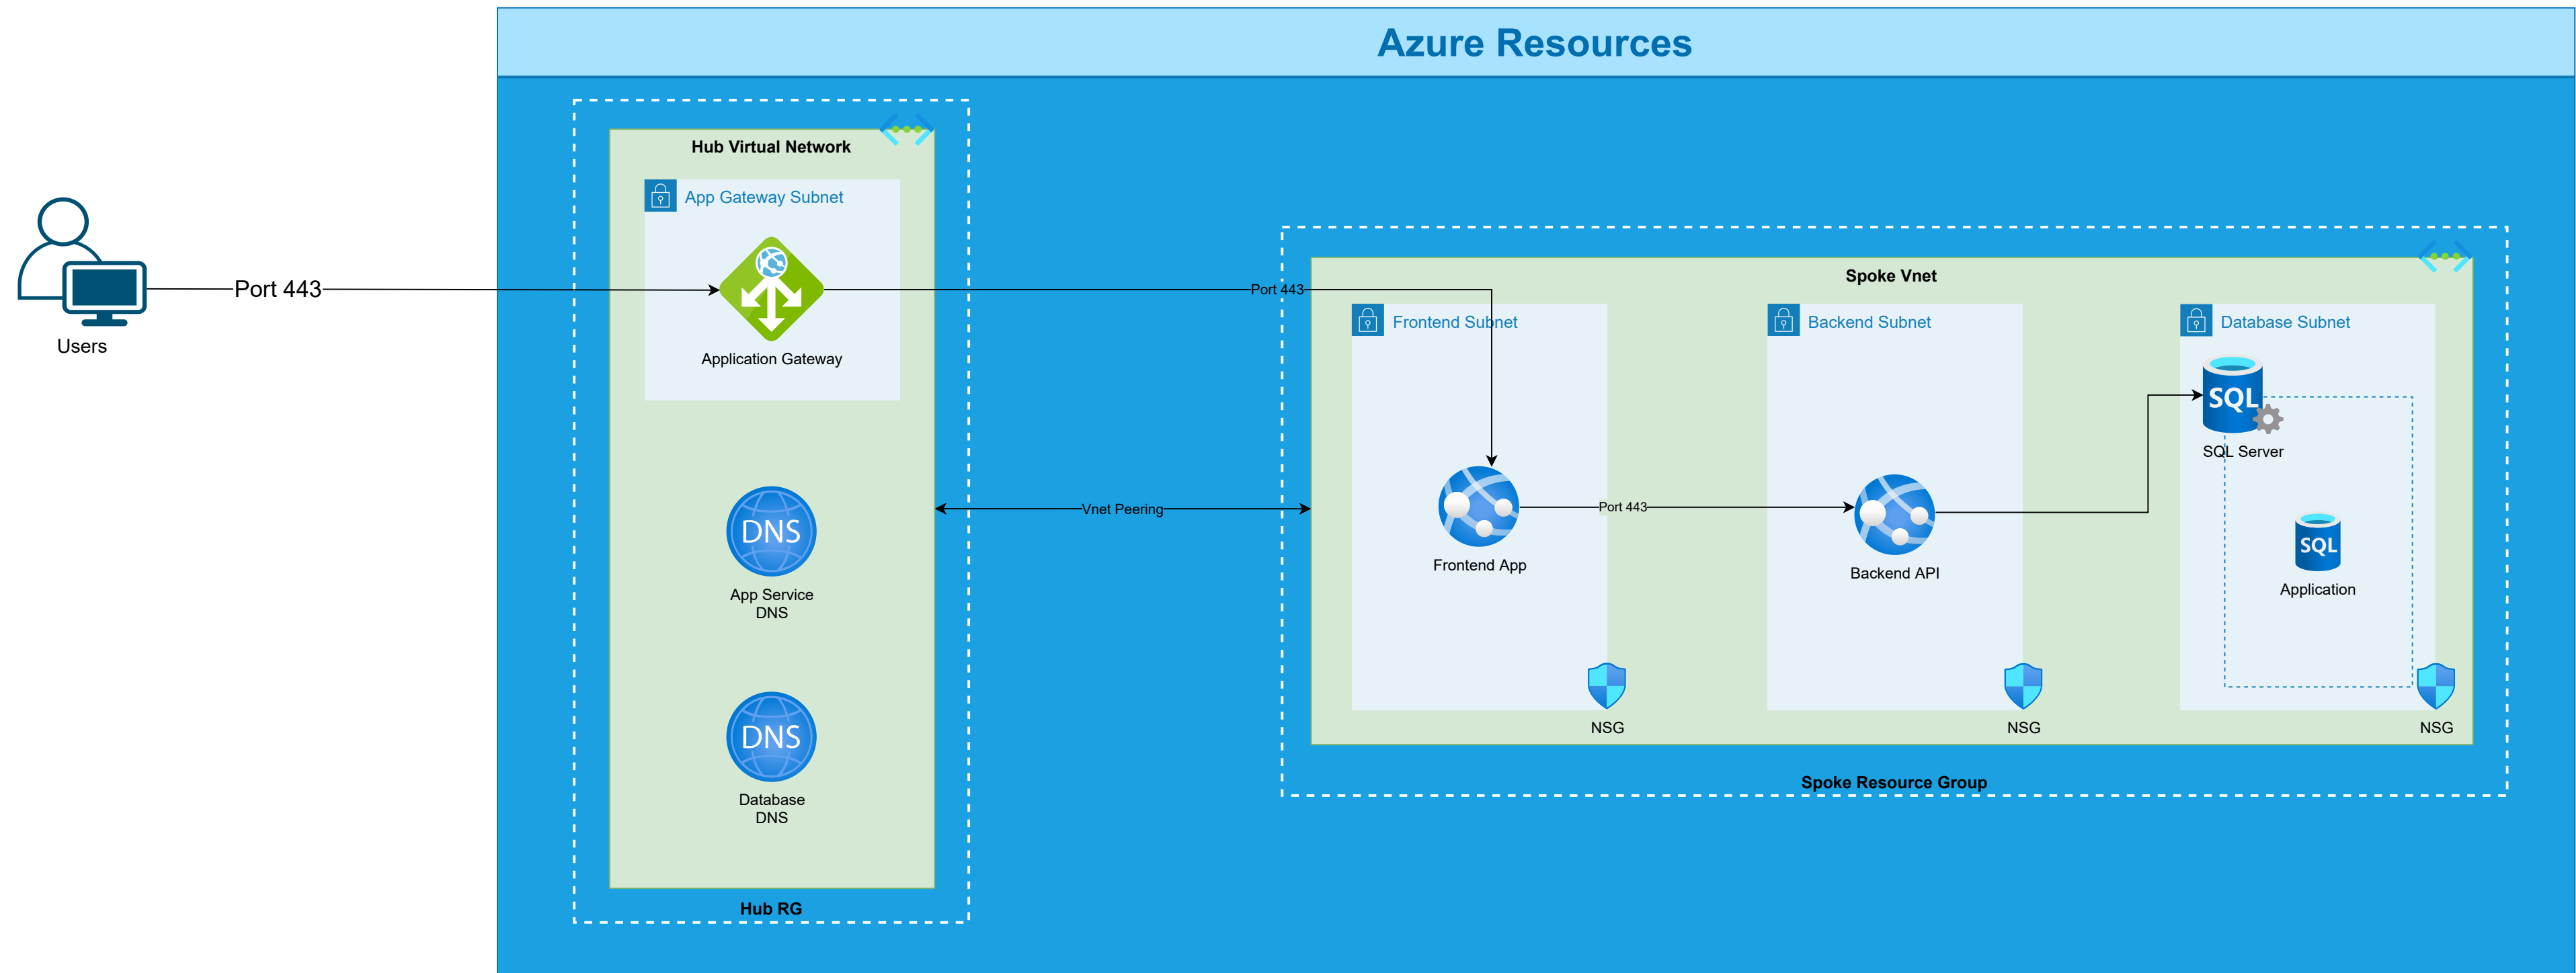 Azure Resources
Hub Virtual Network
App Gateway Subnet
Port 443
Users
Application Gateway
DNS
App Service
DNS
DNS
Database
DNS
Hub RG
Port 443
Vnet Peering
Spoke Vnet
Frontend Subnet
Frontend App
NSG
Port 443
Backend Subnet
Backend API
NSG
Database Subnet
SQL
SQL Server
SQL
Application
NSG
Spoke Resource Group